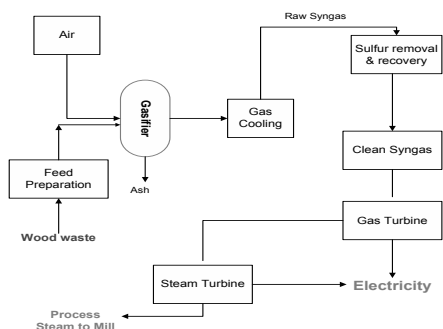 Raw Syngas
Air
Sulfur removal
& recovery
Gasifier
Gas
Cooling
Clean Syngas
Feed
Preparation
Ash
Wood waste
Gas Turbine
Steam Turbine
Electricity
Process
Steam to Mill